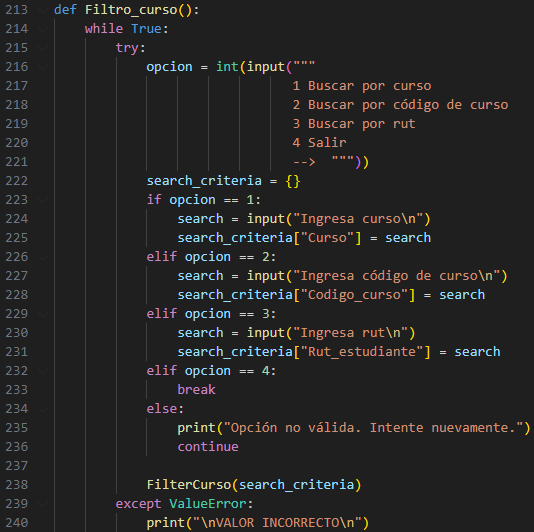 213 def Filtro_curso():
214     while True:
215         try:
216             opcion = int(input("""
217                                1 Buscar por curso
218                                2 Buscar por código de curso
219                                3 Buscar por rut
220                                4 Salir
221                                -->  """))
222             search_criteria = {}
223             if opcion == 1:
224                 search = input("Ingresa curso\n")
225                 search_criteria["Curso"] = search
226             elif opcion == 2:
227                 search = input("Ingresa código de curso\n")
228                 search_criteria["Codigo_curso"] = search
229             elif opcion == 3:
230                 search = input("Ingresa rut\n")
231                 search_criteria["Rut_estudiante"] = search
232             elif opcion == 4:
233                 break
234             else:
235                 print("Opción no válida. Intente nuevamente.")
236                 continue
237
238             FilterCurso(search_criteria)
239         except ValueError:
240             print("\nVALOR INCORRECTO\n")